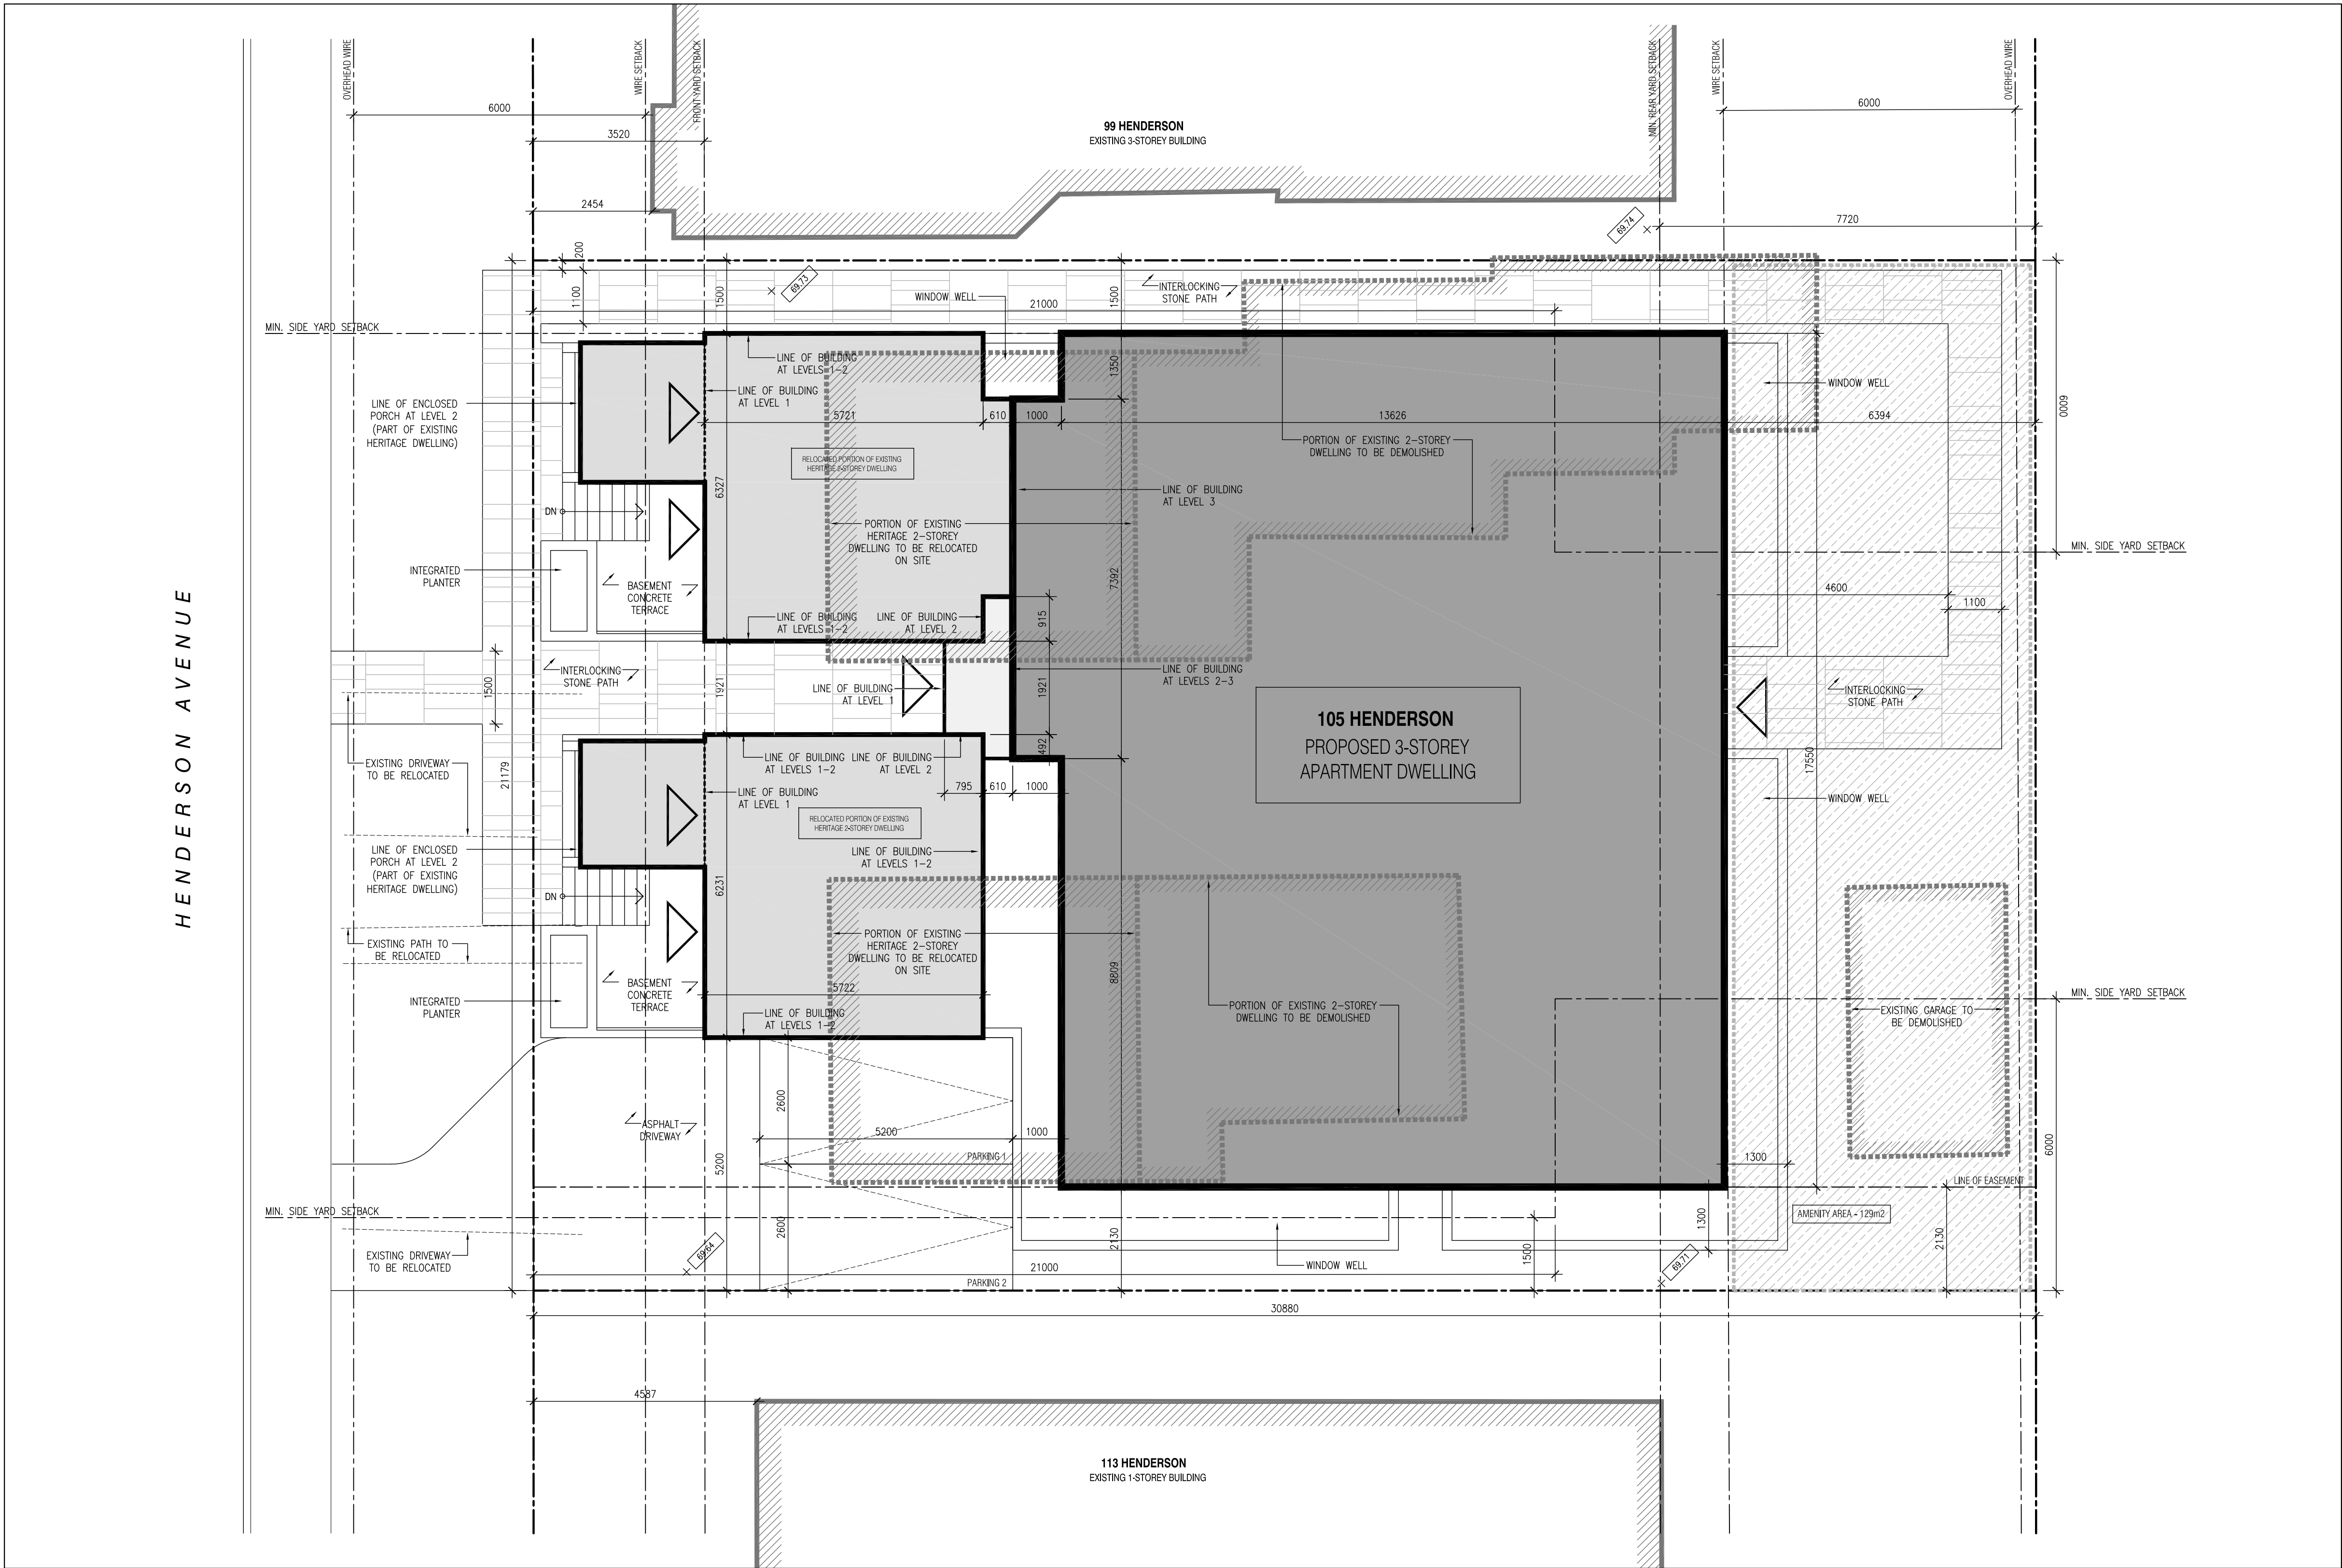 OVERHEAD WIRE
WIRE SETBACK
FRONT YARD SETBACK
MIN. REAR YARD SETBACK
WIRE SETBACK
OVERHEAD WIRE
6000
3520
2454
99 HENDERSON
EXISTING 3-STOREY BUILDING
6000
7720
69.74
200
1100
69.73
1500
WINDOW WELL
21000
1500
INTERLOCKING
STONE PATH
MIN. SIDE YARD SETBACK
LINE OF BUILDING
AT LEVELS 1-2
1350
LINE OF BUILDING
AT LEVEL 1
WINDOW WELL
LINE OF ENCLOSED
PORCH AT LEVEL 2
(PART OF EXISTING
HERITAGE DWELLING)
5721
610
1000
13626
6394
6000
PORTION OF EXISTING 2-STOREY
DWELLING TO BE DEMOLISHED
RELOCATED PORTION OF EXISTING
HERITAGE 2-STOREY DWELLING
6327
LINE OF BUILDING
AT LEVEL 3
DN
PORTION OF EXISTING
HERITAGE 2-STOREY
DWELLING TO BE RELOCATED
ON SITE
MIN. SIDE YARD SETBACK
INTEGRATED
PLANTER
BASEMENT
CONCRETE
TERRACE
7392
4600
1100
LINE OF BUILDING
AT LEVELS 1-2
LINE OF BUILDING
AT LEVEL 2
915
HENDERSON AVENUE
INTERLOCKING
STONE PATH
1500
1921
LINE OF BUILDING
AT LEVEL 1
1921
LINE OF BUILDING
AT LEVELS 2-3
105 HENDERSON
PROPOSED 3-STOREY
APARTMENT DWELLING
INTERLOCKING
STONE PATH
17550
EXISTING DRIVEWAY
TO BE RELOCATED
21179
LINE OF BUILDING
AT LEVELS 1-2
LINE OF BUILDING
AT LEVEL 2
492
795
610
1000
LINE OF BUILDING
AT LEVEL 1
WINDOW WELL
RELOCATED PORTION OF EXISTING
HERITAGE 2-STOREY DWELLING
LINE OF ENCLOSED
PORCH AT LEVEL 2
(PART OF EXISTING
HERITAGE DWELLING)
LINE OF BUILDING
AT LEVELS 1-2
6231
DN
EXISTING PATH TO
BE RELOCATED
PORTION OF EXISTING
HERITAGE 2-STOREY
DWELLING TO BE RELOCATED
ON SITE
8809
INTEGRATED
PLANTER
BASEMENT
CONCRETE
TERRACE
5722
LINE OF BUILDING
AT LEVELS 1-2
PORTION OF EXISTING 2-STOREY
DWELLING TO BE DEMOLISHED
MIN. SIDE YARD SETBACK
EXISTING GARAGE TO
BE DEMOLISHED
2600
ASPHALT
DRIVEWAY
5200
1000
PARKING 1
5200
1300
6000
LINE OF EASEMENT
MIN. SIDE YARD SETBACK
AMENITY AREA - 129m2
2600
2130
1500
1300
2130
EXISTING DRIVEWAY
TO BE RELOCATED
69.64
69.71
21000
WINDOW WELL
PARKING 2
30880
4587
113 HENDERSON
EXISTING 1-STOREY BUILDING